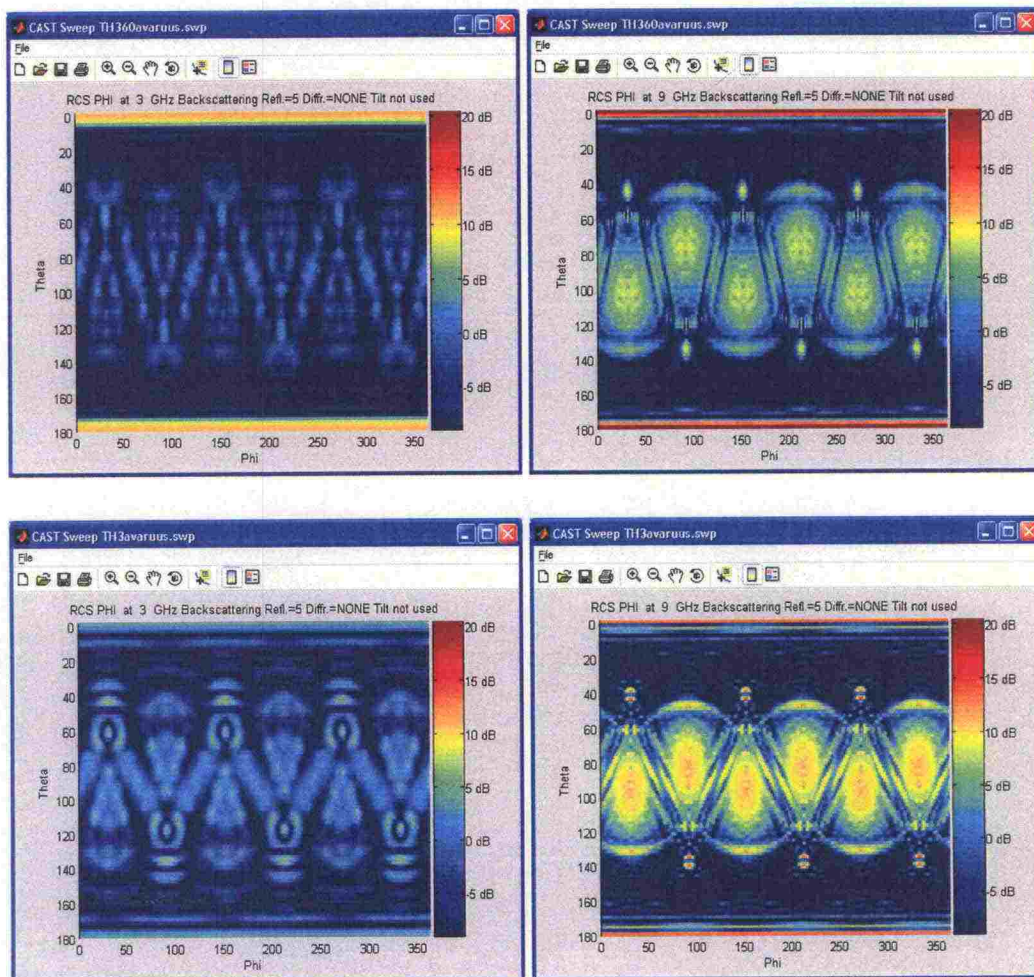 CAST Sweep TH360avaruus.swp
File
RCS PHI at 3 GHz Backscattering Refl.=5 Diffr.=NONE Tilt not used
0
20
40
60
80
100
120
140
160
180
Theta
0 50 100 150 200 250 300 350
Phi
20 dB
15 dB
10 dB
5 dB
0 dB
-5 dB
CAST Sweep TH360avaruus.swp
File
RCS PHI at 9 GHz Backscattering Refl.=5 Diffr.=NONE Tilt not used
0
20
40
60
80
100
120
140
160
180
Theta
0 50 100 150 200 250 300 350
Phi
20 dB
15 dB
10 dB
5 dB
0 dB
-5 dB
CAST Sweep TH3avaruus.swp
File
RCS PHI at 3 GHz Backscattering Refl.=5 Diffr.=NONE Tilt not used
0
20
40
60
80
100
120
140
160
180
Theta
0 50 100 150 200 250 300 350
Phi
20 dB
15 dB
10 dB
5 dB
0 dB
-5 dB
CAST Sweep TH3avaruus.swp
File
RCS PHI at 9 GHz Backscattering Refl.=5 Diffr.=NONE Tilt not used
0
20
40
60
80
100
120
140
160
180
Theta
0 50 100 150 200 250 300 350
Phi
20 dB
15 dB
10 dB
5 dB
0 dB
-5 dB